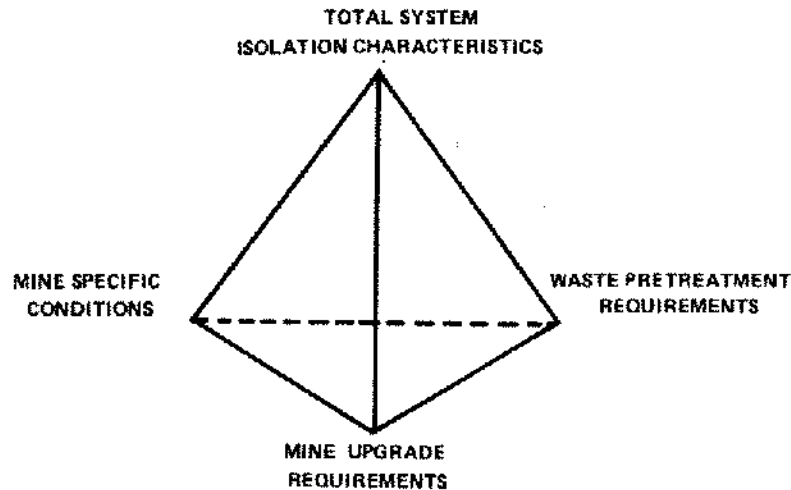 TOTAL SYSTEM
ISOLATION CHARACTERISTICS
MINE SPECIFIC
CONDITIONS
WASTE PRETREATMENT
REQUIREMENTS
MINE UPGRADE
REQUIREMENTS